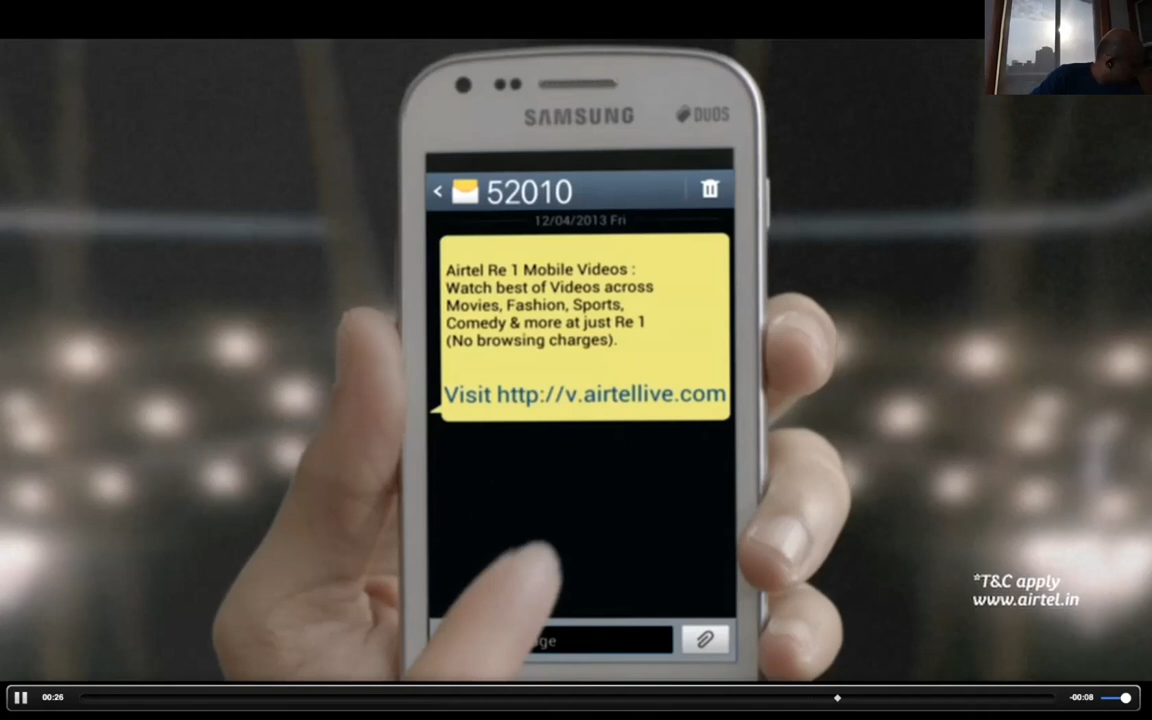 SAMSUNG DUOS
< 52010
12/04/2013 Fri
Airtel Re 1 Mobile Videos :
Watch best of Videos across
Movies, Fashion, Sports,
Comedy & more at just Re 1
(No browsing charges).
Visit http://v.airtellive.com
*T&C apply
www.airtel.in
00:26 -00:08